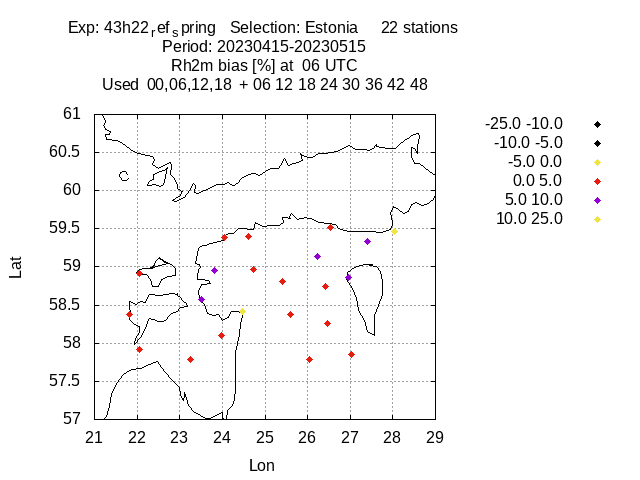 Exp: 43h22refspring Selection: Estonia 22 stations
Period: 20230415-20230515
Rh2m bias [%] at 06 UTC
Used 00,06,12,18 + 06 12 18 24 30 36 42 48
-25.0 -10.0
-10.0 -5.0
-5.0 0.0
0.0 5.0
5.0 10.0
10.0 25.0
61
60.5
60
59.5
59
58.5
58
57.5
57
Lat
21 22 23 24 25 26 27 28 29
Lon